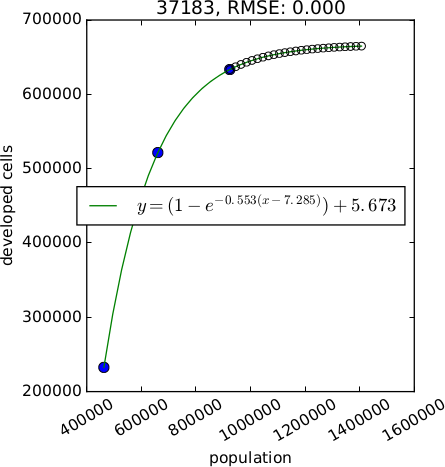 37183, RMSE: 0.000
700000
600000
500000
400000
300000
200000
developed cells
y = (1 − e^{−0.553(x−7.285)}) + 5.673
400000 600000 800000 1000000 1200000 1400000 1600000
population